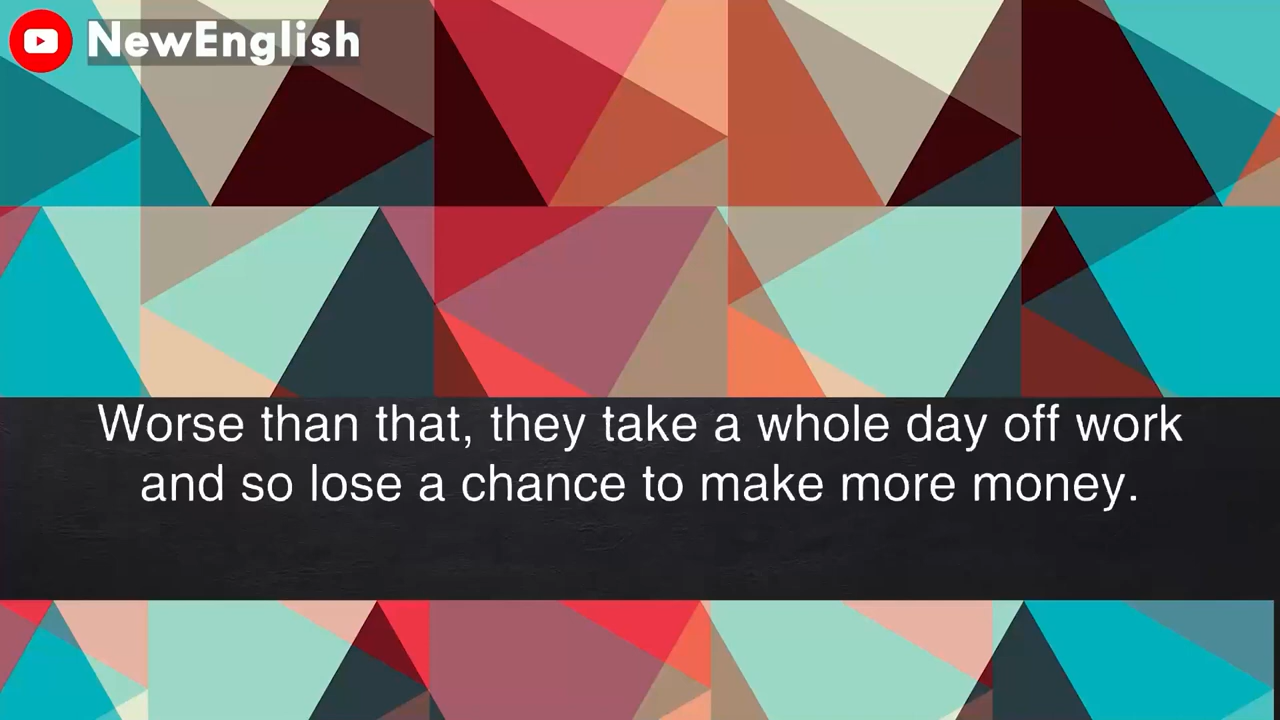 NewEnglish
Worse than that, they take a whole day off work
and so lose a chance to make more money.